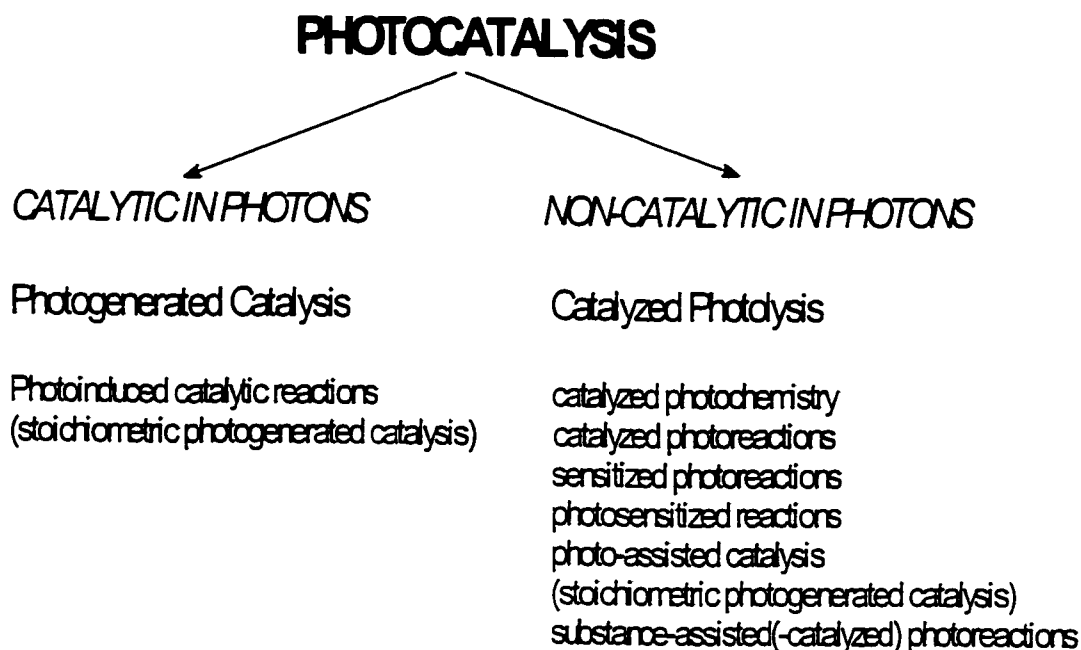 PHOTOCATALYSIS
CATALYTIC IN PHOTONS
Photogenerated Catalysis
Photoinduced catalytic reactions
(stoichiometric photogenerated catalysis)
NON-CATALYTIC IN PHOTONS
Catalyzed Photolysis
catalyzed photochemistry
catalyzed photoreactions
sensitized photoreactions
photosensitized reactions
photo-assisted catalysis
(stoichiometric photogenerated catalysis)
substance-assisted(-catalyzed) photoreactions